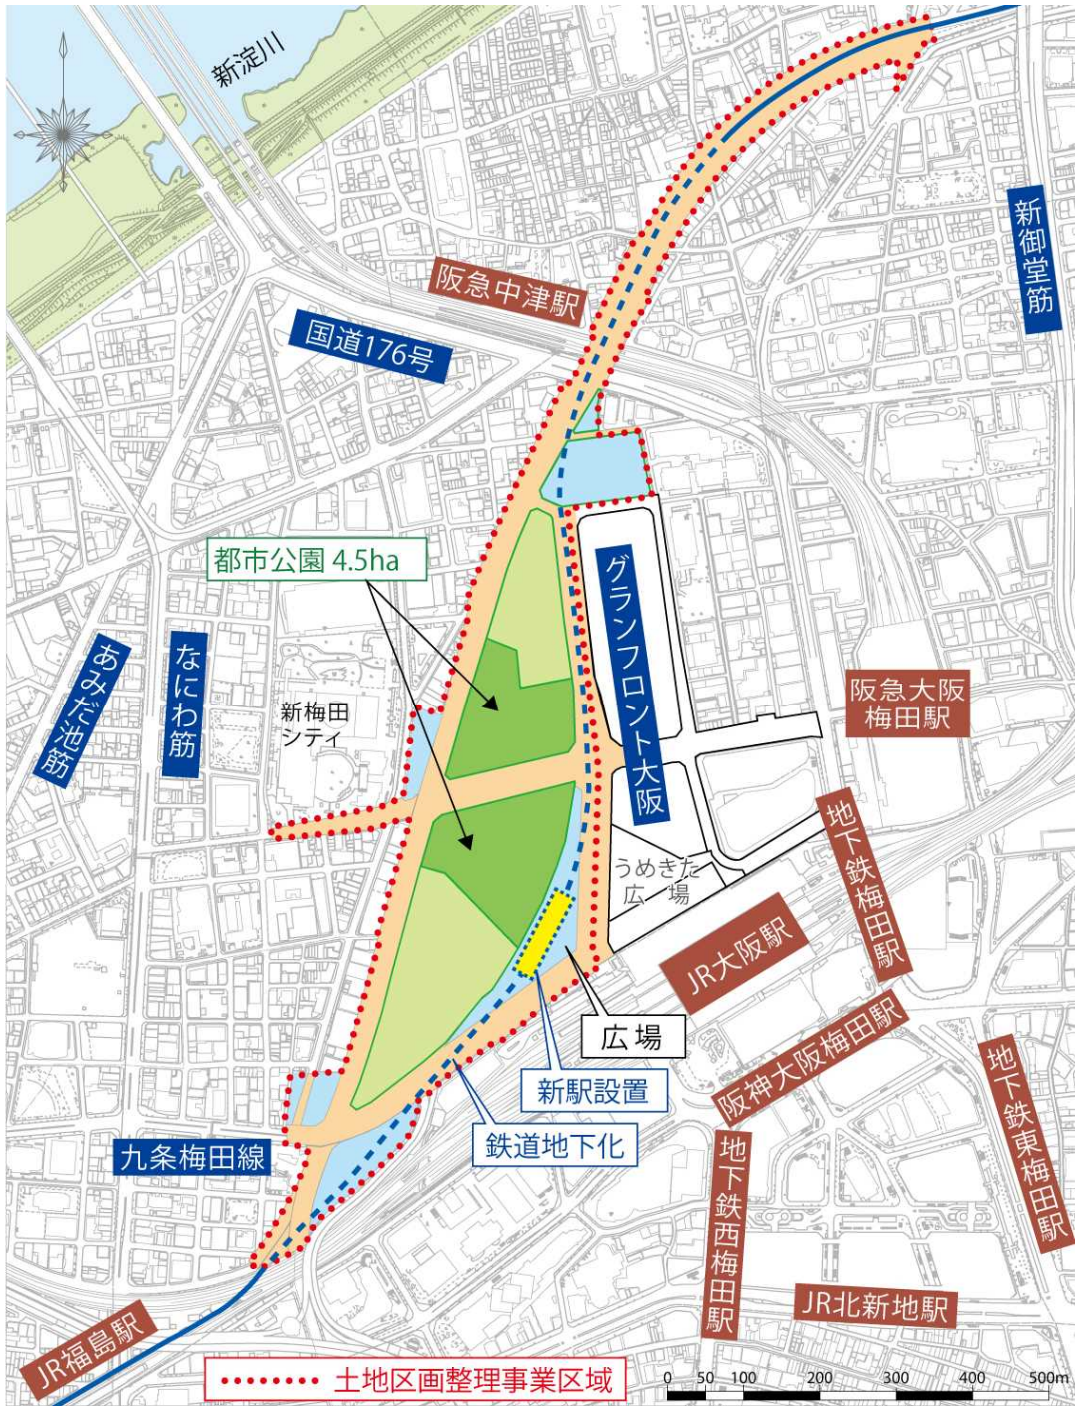 新淀川
阪急中津駅
国道176号
新御堂筋
都市公園 4.5ha
グランフロント大阪
あみだ池筋
なにわ筋
新梅田
シティ
阪急大阪
梅田駅
地下鉄梅田駅
うめきた
広　場
JR大阪駅
広 場
阪神大阪梅田駅
新駅設置
鉄道地下化
地下鉄東梅田駅
九条梅田線
地下鉄西梅田駅
JR北新地駅
JR福島駅
土地区画整理事業区域
0 50 100 200 300 400 500m